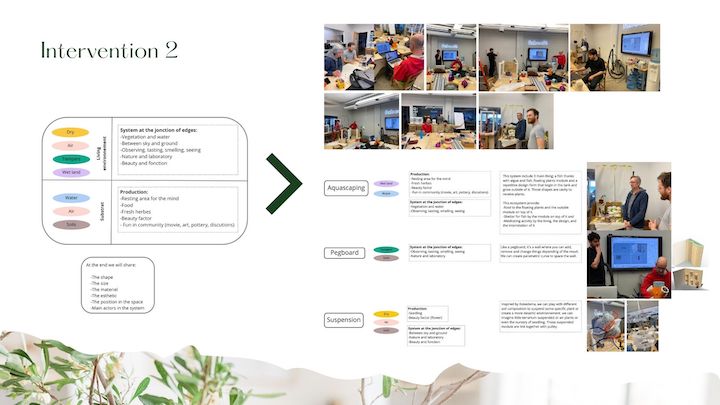 Intervention 2
Dry
Air
Tempere
Wet land
Living
environnement
System at the jonction of edges:
-Vegetation and water
-Between sky and ground
-Observing, tasting, smelling, seeing
-Nature and laboratory
-Beauty and fonction
Water
Air
Soils
Substrat
Production:
-Resting area for the mind
-Food
-Fresh herbes
-Beauty factor
- Fun in community (movie, art, pottery, discutions)
At the end we will share:
-The shape
-The size
-The materiel
-The esthetic
-The position in the space
-Main actors in the system
Aquascaping
Wet land
Water
Production:
-Resting area for the mind
-Fresh herbes
-Beauty factor
- Fun in community (movie, art, pottery, discutions)
System at the jonction of edges:
-Vegetation and water
-Observing, tasting, smelling, seeing
Pegboard
System at the jonction of edges:
-Observing, tasting, smelling, seeing
-Nature and laboratory
Like a pegboard, it's a wall where you can add,
remove and change things depending of the mood.
We can create parametric curve to space the wall.
Suspension
Dry
Air
Production:
-Seedling
-Beauty factor (flower)
System at the jonction of edges:
-Between sky and ground
-Nature and laboratory
-Beauty and fonction